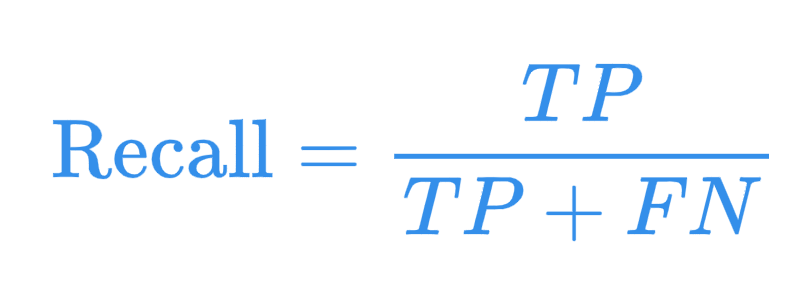 Recall = TP / TP + FN